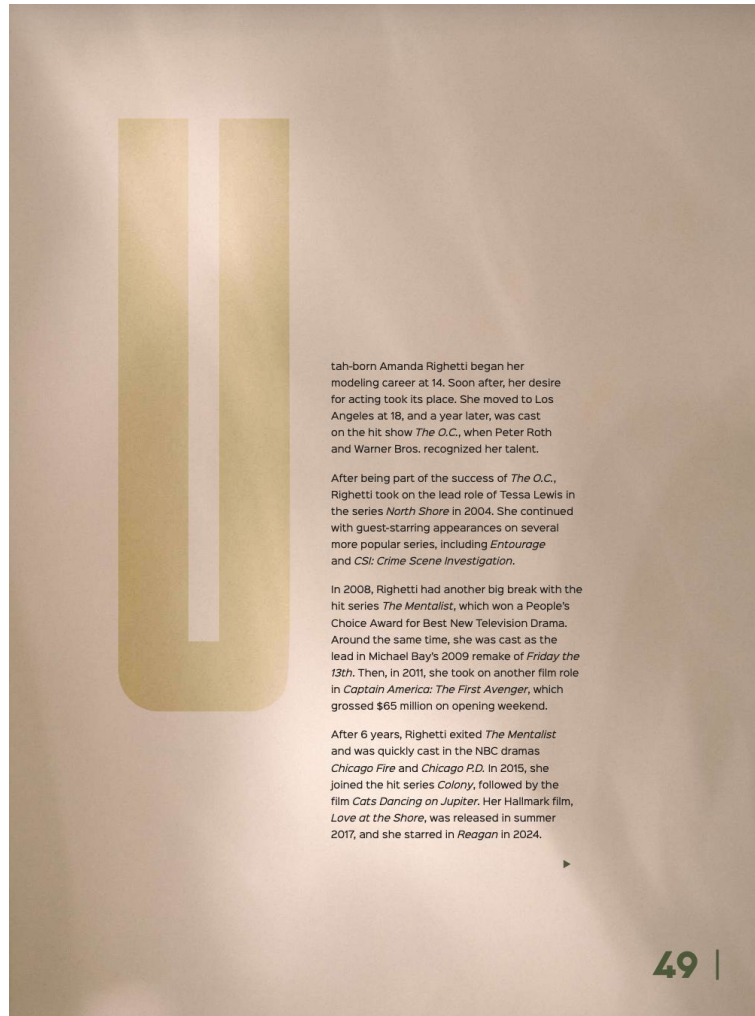 U
tah-born Amanda Righetti began her
modeling career at 14. Soon after, her desire
for acting took its place. She moved to Los
Angeles at 18, and a year later, was cast
on the hit show The O.C., when Peter Roth
and Warner Bros. recognized her talent.
After being part of the success of The O.C.,
Righetti took on the lead role of Tessa Lewis in
the series North Shore in 2004. She continued
with guest-starring appearances on several
more popular series, including Entourage
and CSI: Crime Scene Investigation.
In 2008, Righetti had another big break with the
hit series The Mentalist, which won a People’s
Choice Award for Best New Television Drama.
Around the same time, she was cast as the
lead in Michael Bay’s 2009 remake of Friday the
13th. Then, in 2011, she took on another film role
in Captain America: The First Avenger, which
grossed $65 million on opening weekend.
After 6 years, Righetti exited The Mentalist
and was quickly cast in the NBC dramas
Chicago Fire and Chicago P.D. In 2015, she
joined the hit series Colony, followed by the
film Cats Dancing on Jupiter. Her Hallmark film,
Love at the Shore, was released in summer
2017, and she starred in Reagan in 2024.
49 |